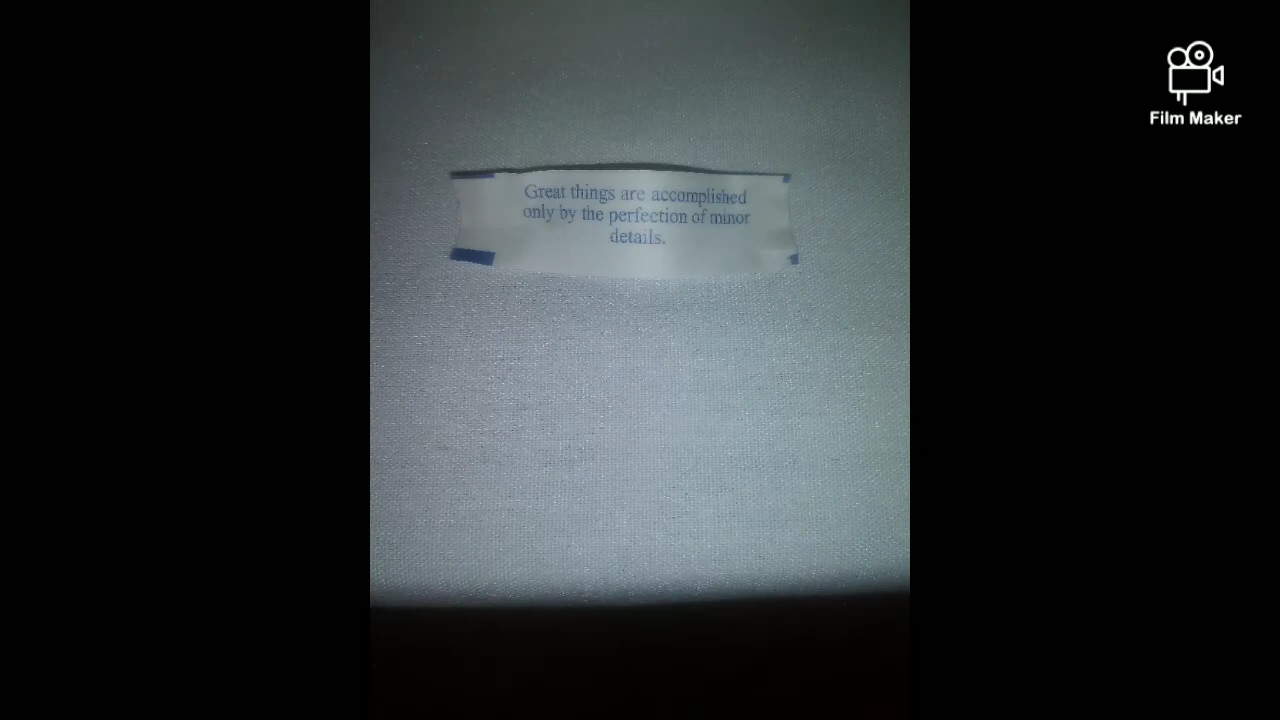 Great things are accomplished
only by the perfection of minor
details.
Film Maker